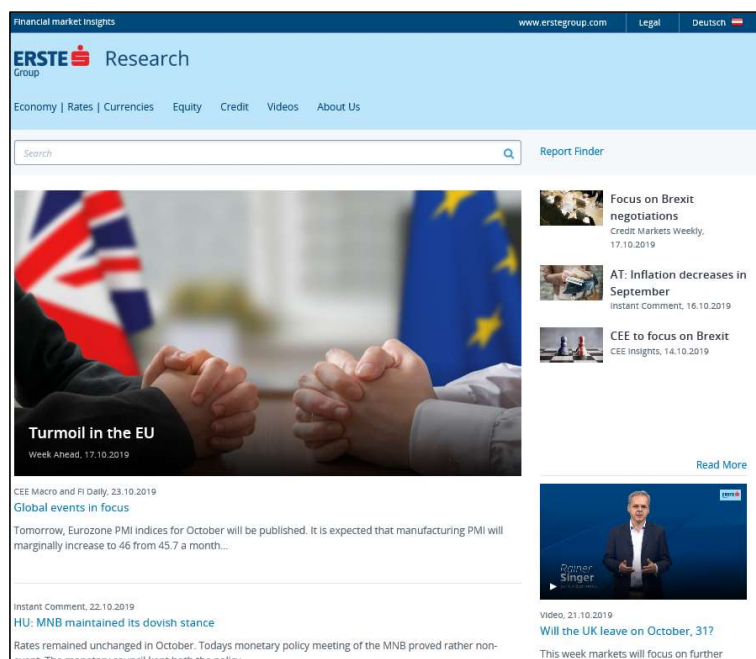 Financial market insights
www.erstegroup.com
Legal
Deutsch
ERSTE
Group
Research
Economy | Rates | Currencies
Equity
Credit
Videos
About Us
Search
Report Finder
Turmoil in the EU
Week Ahead, 17.10.2019
Focus on Brexit
negotiations
Credit Markets Weekly,
17.10.2019
AT: Inflation decreases in
September
Instant Comment, 16.10.2019
CEE to focus on Brexit
CEE Insights, 14.10.2019
Read More
CEE Macro and FI Daily, 23.10.2019
Global events in focus
Tomorrow, Eurozone PMI indices for October will be published. It is expected that manufacturing PMI will
marginally increase to 46 from 45.7 a month...
Instant Comment, 22.10.2019
HU: MNB maintained its dovish stance
Rates remained unchanged in October. Todays monetary policy meeting of the MNB proved rather non-
Rainer
Singer
Video, 21.10.2019
Will the UK leave on October, 31?
This week markets will focus on further